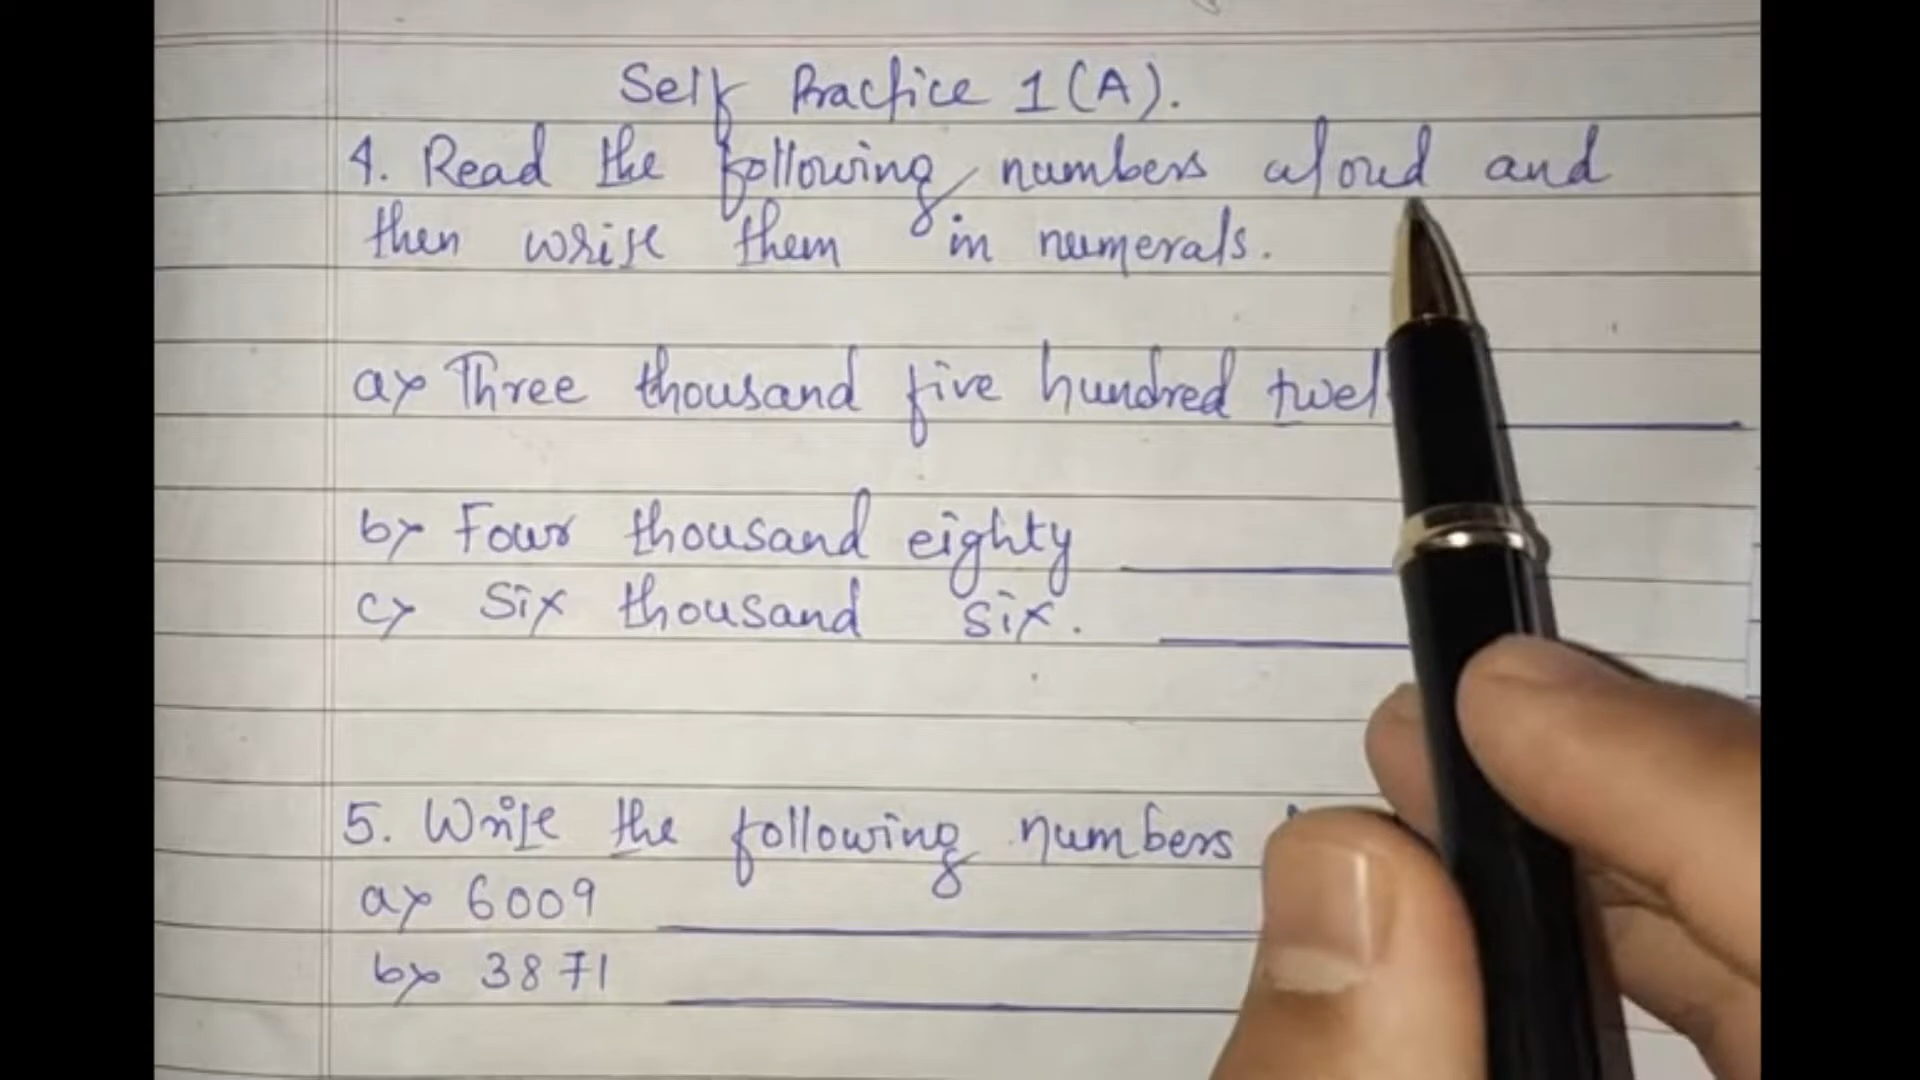 Self Practice 1(A).
4. Read the following numbers aloud and
then write them in numerals.
a) Three thousand five hundred twel
b) Four thousand eighty
c) Six thousand six.
5. Write the following numbers
a) 6009
b) 3871